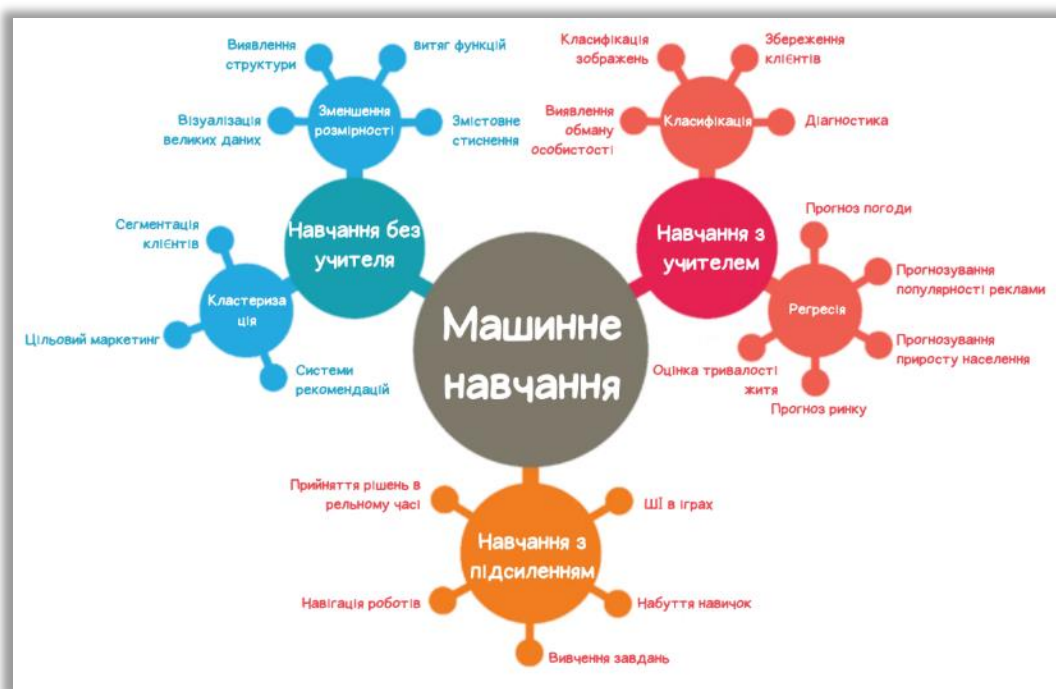 Виявлення
структури
витяг функцій
Зменшення
розмірності
Візуалізація
великих даних
Змістовне
стиснення
Класифікація
зображень
Збереження
клієнтів
Виявлення
обману
особистості
Класифікація
Діагностика
Навчання без
учителя
Навчання з
учителем
Сегментація
клієнтів
Кластериза
ція
Цільовий маркетинг
Системи
рекомендацій
Машинне
навчання
Прогноз погоди
Прогнозування
популярності реклами
Регресія
Прогнозування
приросту населення
Оцінка тривалості
житя
Прогноз ринку
Прийняття рішень в
рельному часі
ШЇ в іграх
Навчання з
підсиленням
Навігація роботів
Набуття навичок
Вивчення завдань